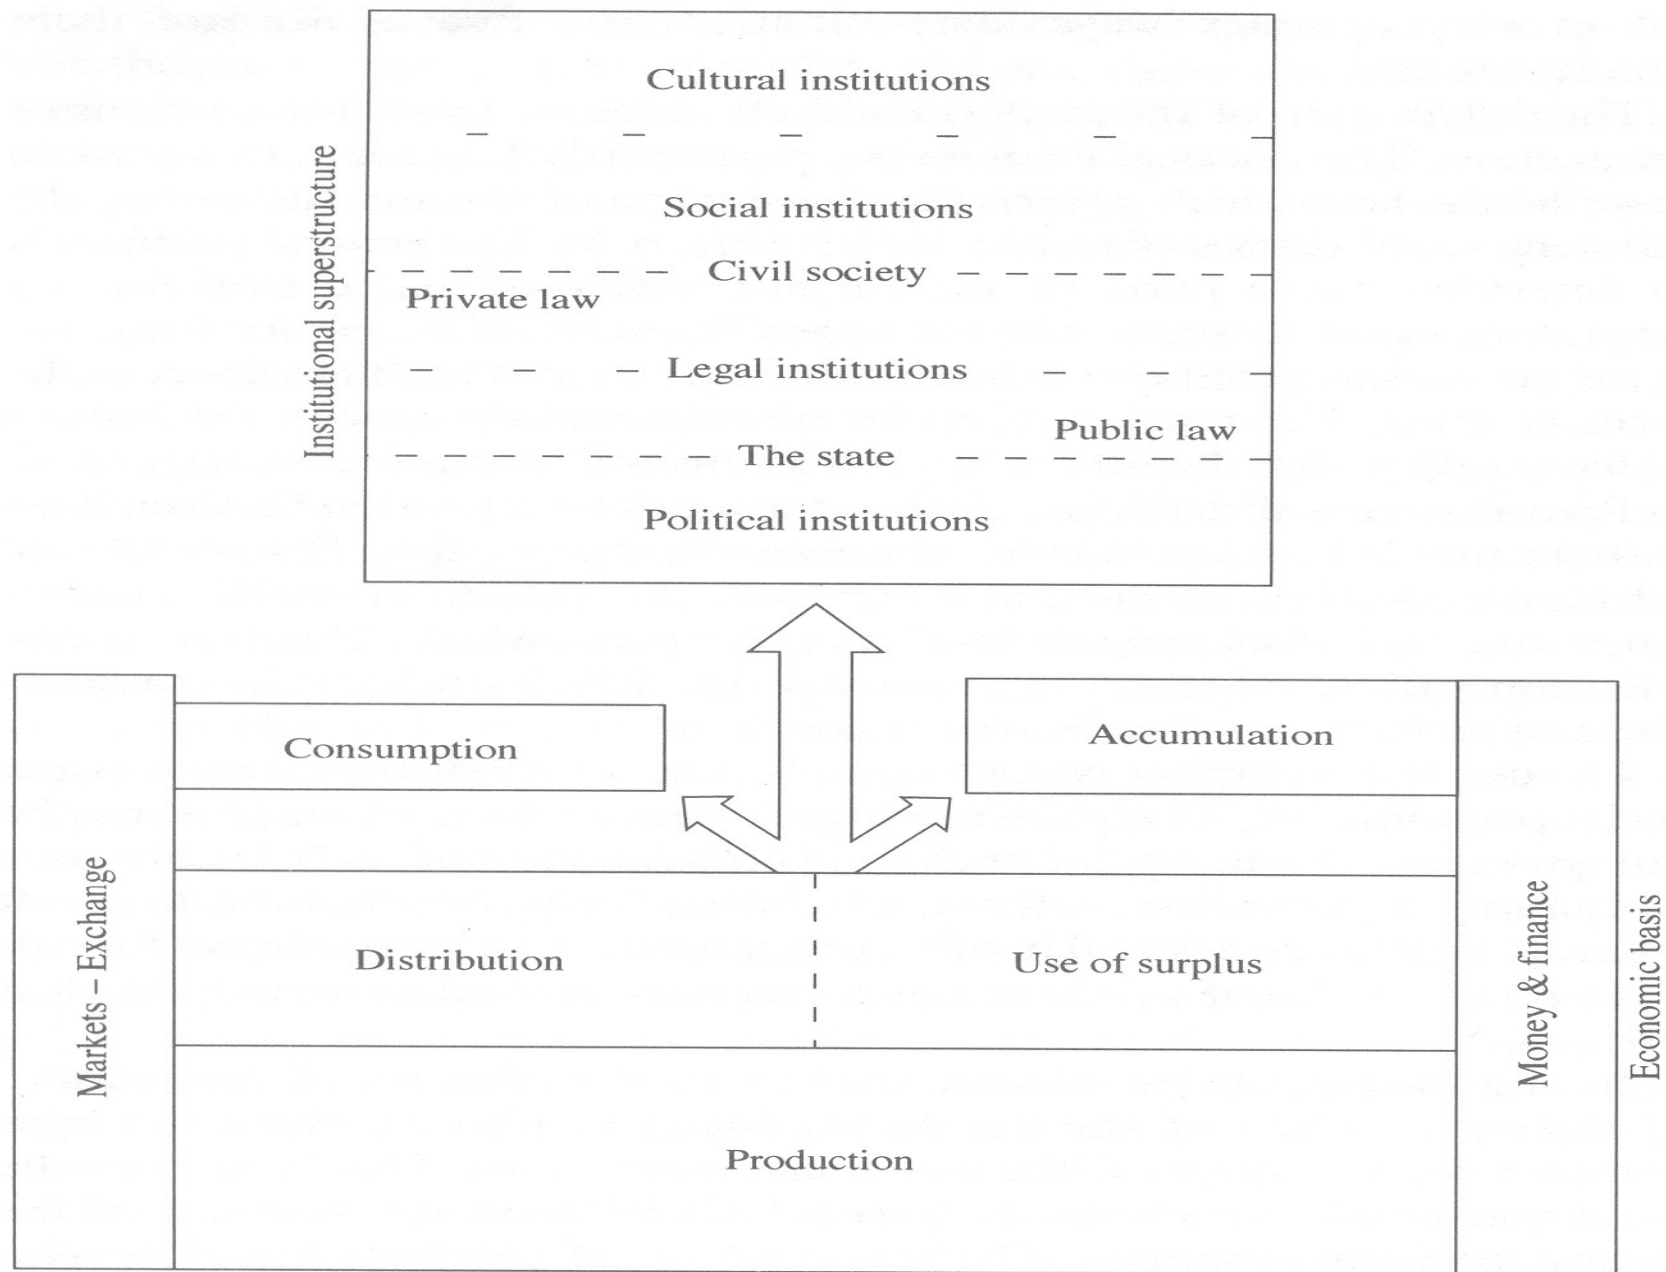 Cultural institutions
Institutional superstructure
Social institutions
Civil society
Private law
Legal institutions
Public law
The state
Political institutions
Consumption
Accumulation
Markets – Exchange
Distribution
Use of surplus
Money & finance
Economic basis
Production